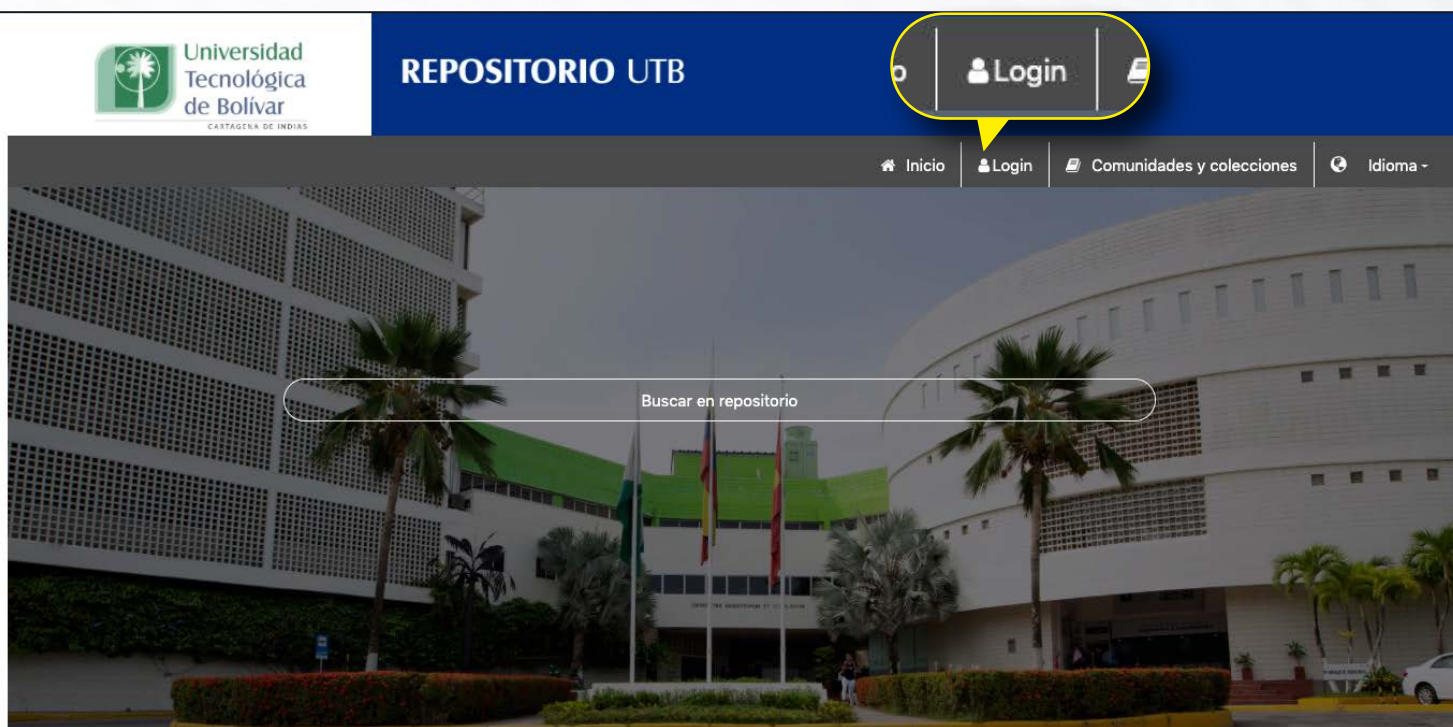 Universidad
Tecnológica
de Bolívar
CARTAGENA DE INDIAS
REPOSITORIO UTB
o Login
Inicio Login Comunidades y colecciones Idioma
Buscar en repositorio